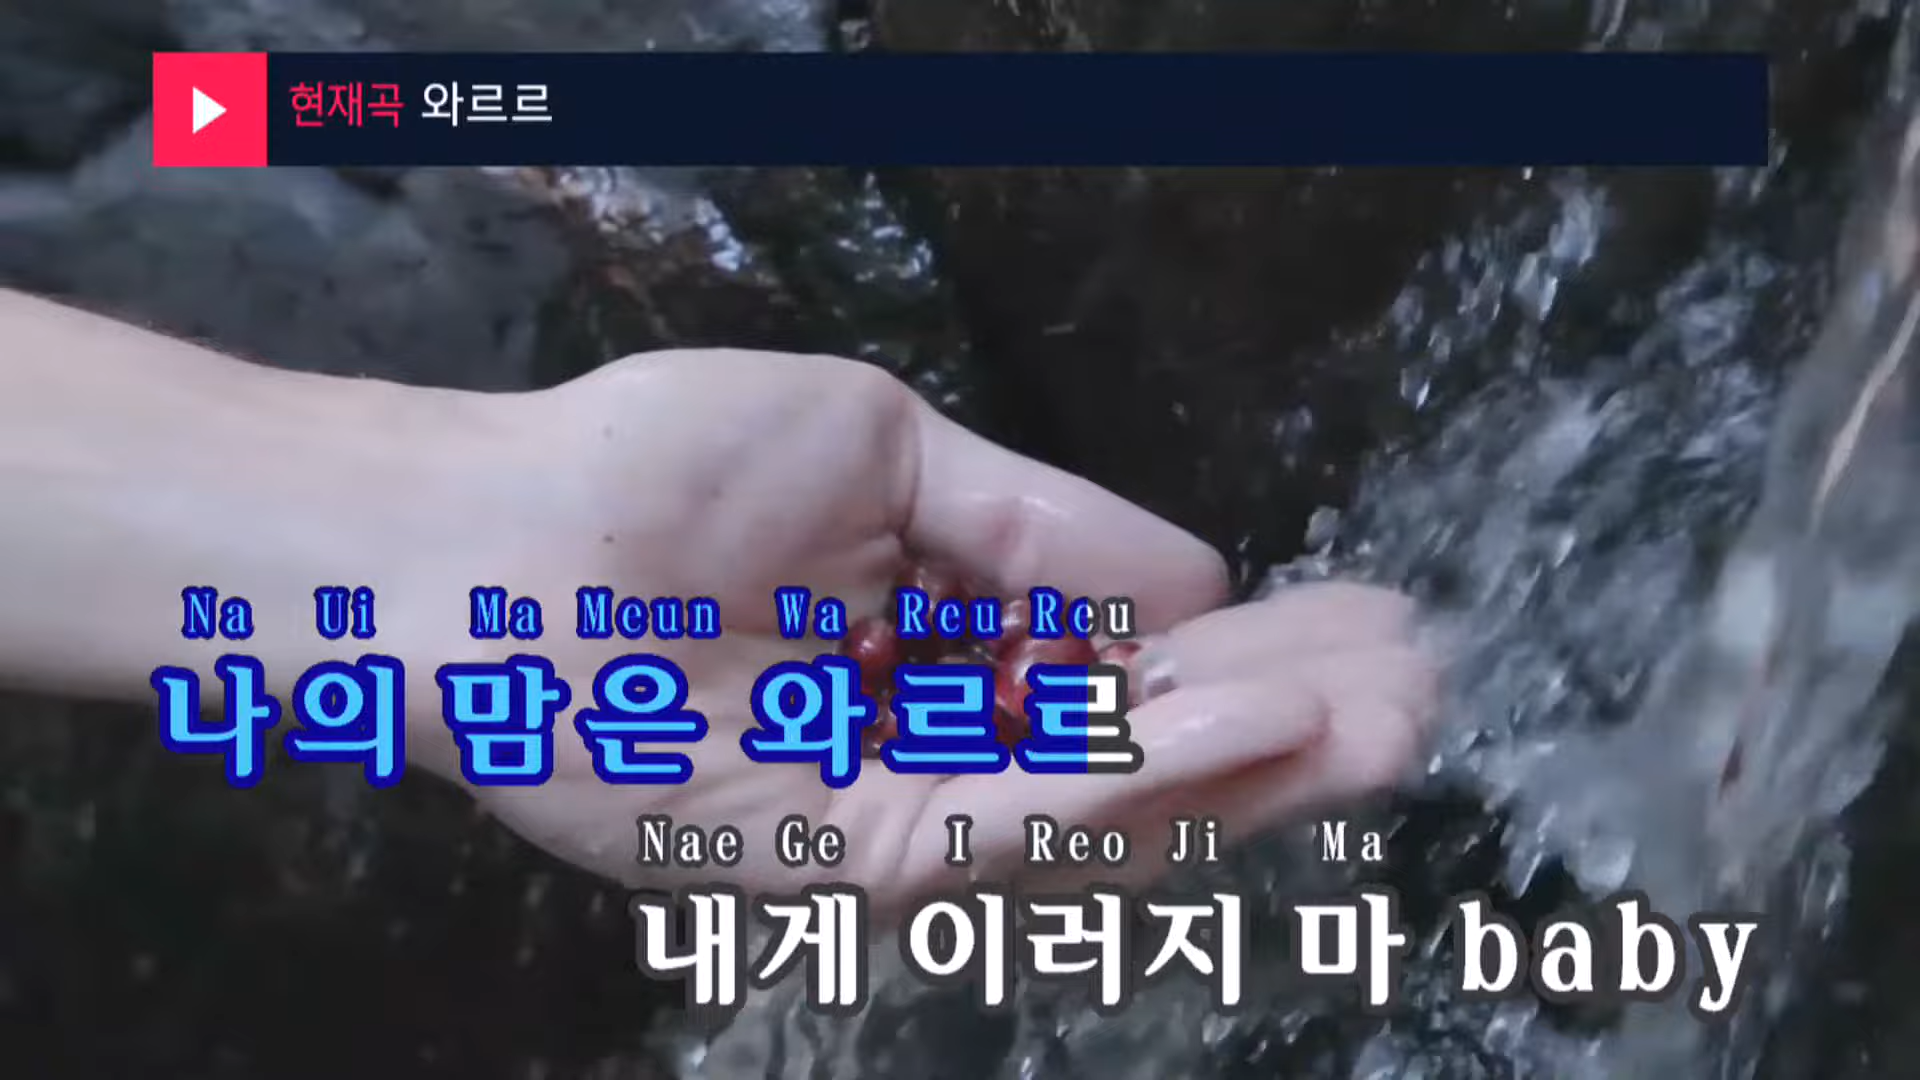 현재곡 와르르
Na Ui Ma Meun Wa Reu Reu
나의 맘은 와르르
Nae Ge I Reo Ji Ma
내게 이러지 마 baby